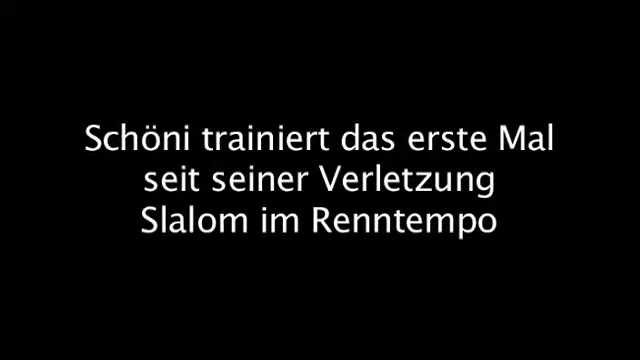 Schöni trainiert das erste Mal
seit seiner Verletzung
Slalom im Renntempo